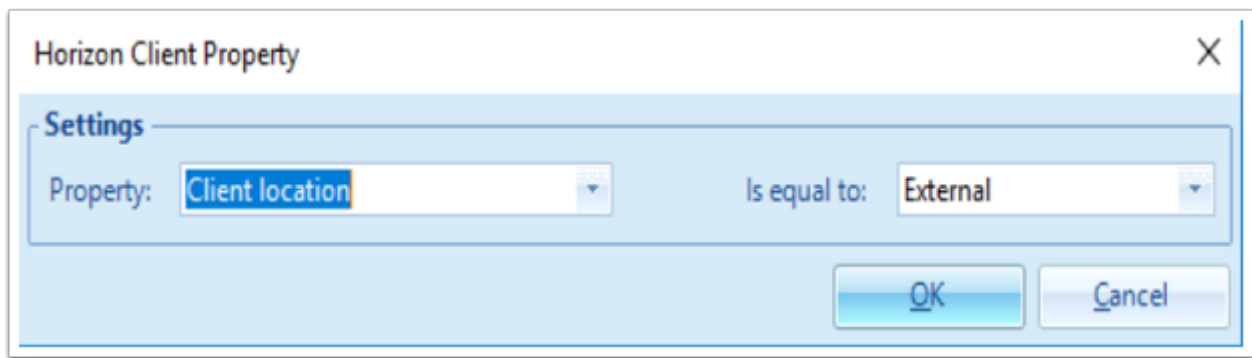 Horizon Client Property
Settings
Property: Client location Is equal to: External
OK Cancel